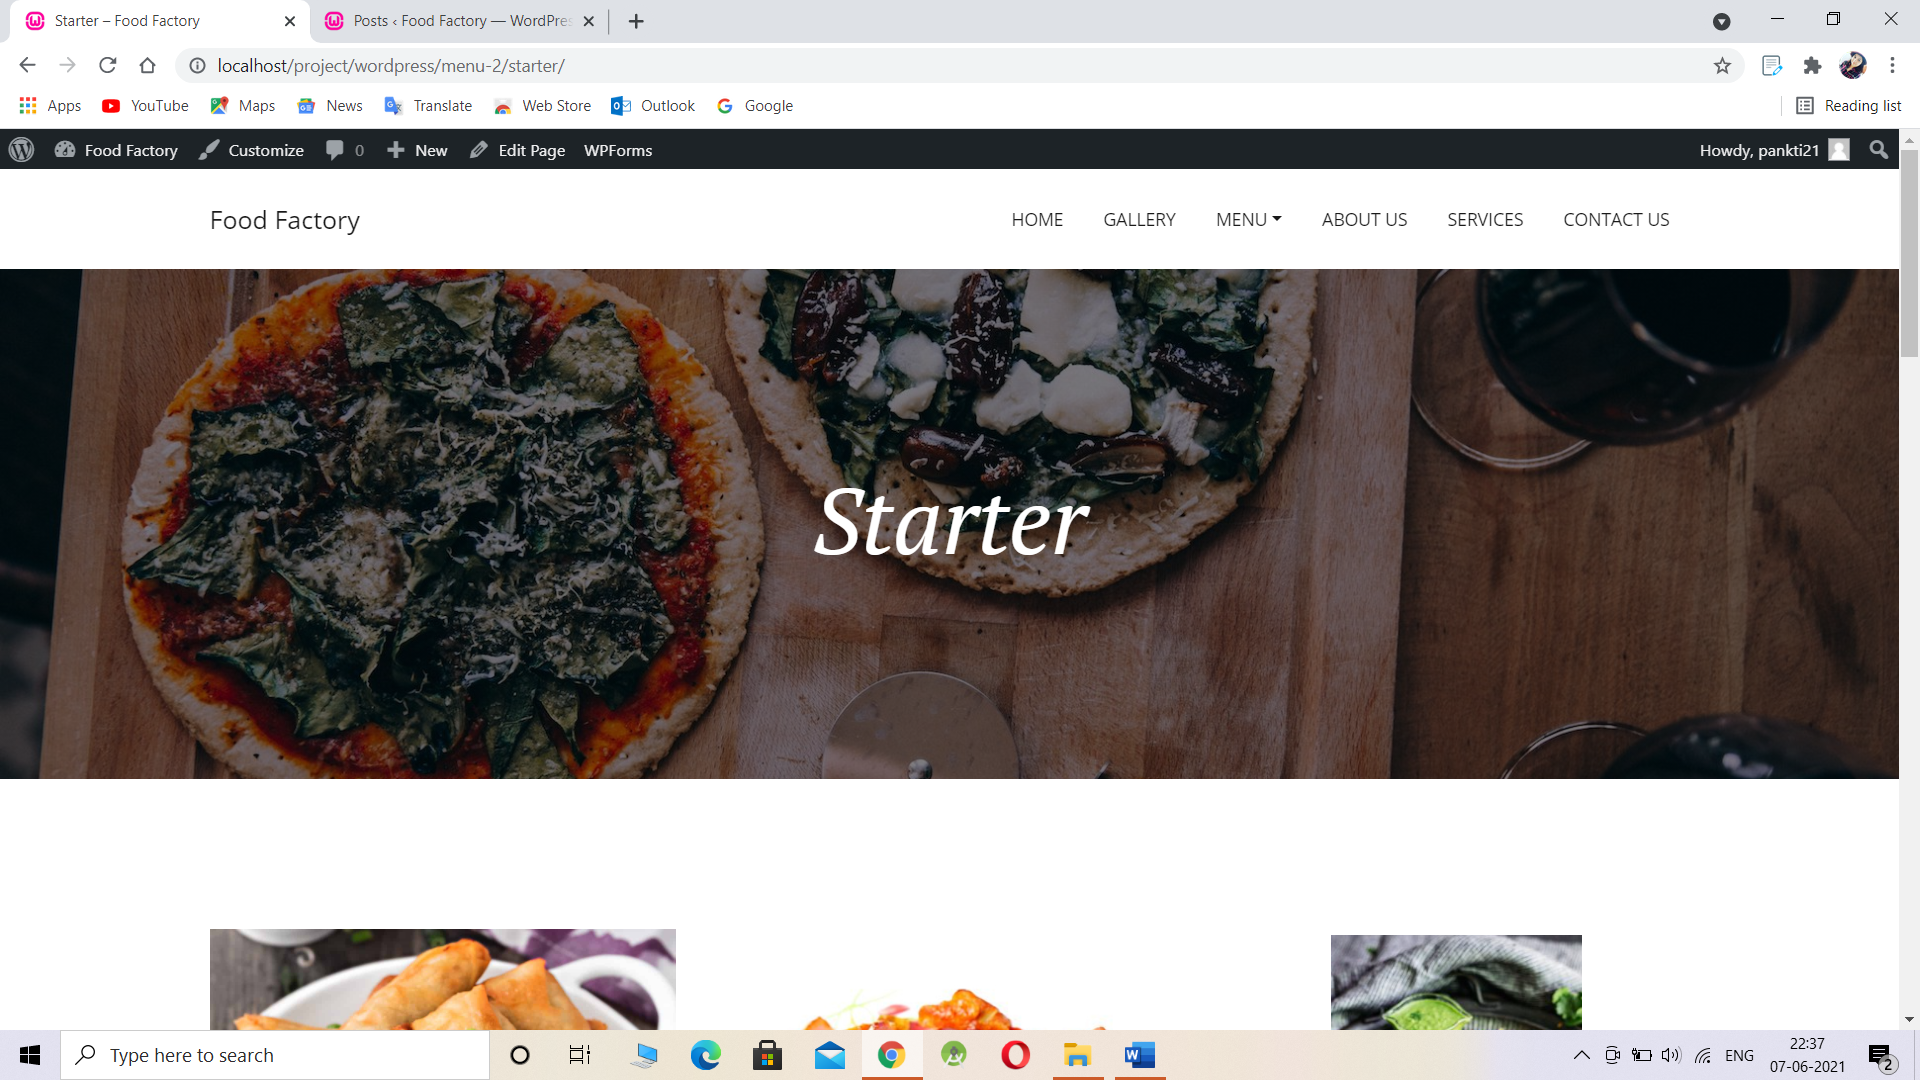 Starter – Food Factory
Posts ‹ Food Factory — WordPres
localhost/project/wordpress/menu-2/starter/
Apps YouTube Maps News Translate Web Store Outlook Google Reading list
Food Factory Customize 0 New Edit Page WPForms Howdy, pankti21
Food Factory HOME GALLERY MENU ABOUT US SERVICES CONTACT US
Starter
Type here to search
ENG
22:37
07-06-2021
2